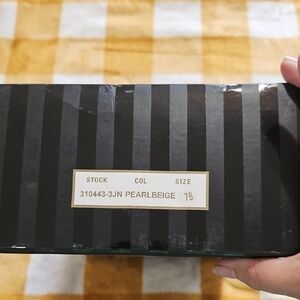 STOCK COL SIZE
310443-3JN PEARLBEIGE 7B